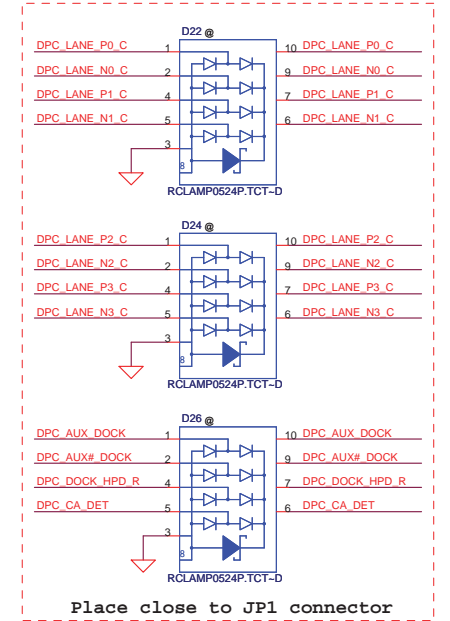 D22 @
DPC_LANE_P0_C 1 10 DPC_LANE_P0_C
DPC_LANE_N0_C 2 9 DPC_LANE_N0_C
DPC_LANE_P1_C 4 7 DPC_LANE_P1_C
DPC_LANE_N1_C 5 6 DPC_LANE_N1_C
3
8
RCLAMP0524P.TCT~D
D24 @
DPC_LANE_P2_C 1 10 DPC_LANE_P2_C
DPC_LANE_N2_C 2 9 DPC_LANE_N2_C
DPC_LANE_P3_C 4 7 DPC_LANE_P3_C
DPC_LANE_N3_C 5 6 DPC_LANE_N3_C
3
8
RCLAMP0524P.TCT~D
D26 @
DPC_AUX_DOCK 1 10 DPC_AUX_DOCK
DPC_AUX#_DOCK 2 9 DPC_AUX#_DOCK
DPC_DOCK_HPD_R 4 7 DPC_DOCK_HPD_R
DPC_CA_DET 5 6 DPC_CA_DET
3
8
RCLAMP0524P.TCT~D
Place close to JP1 connector